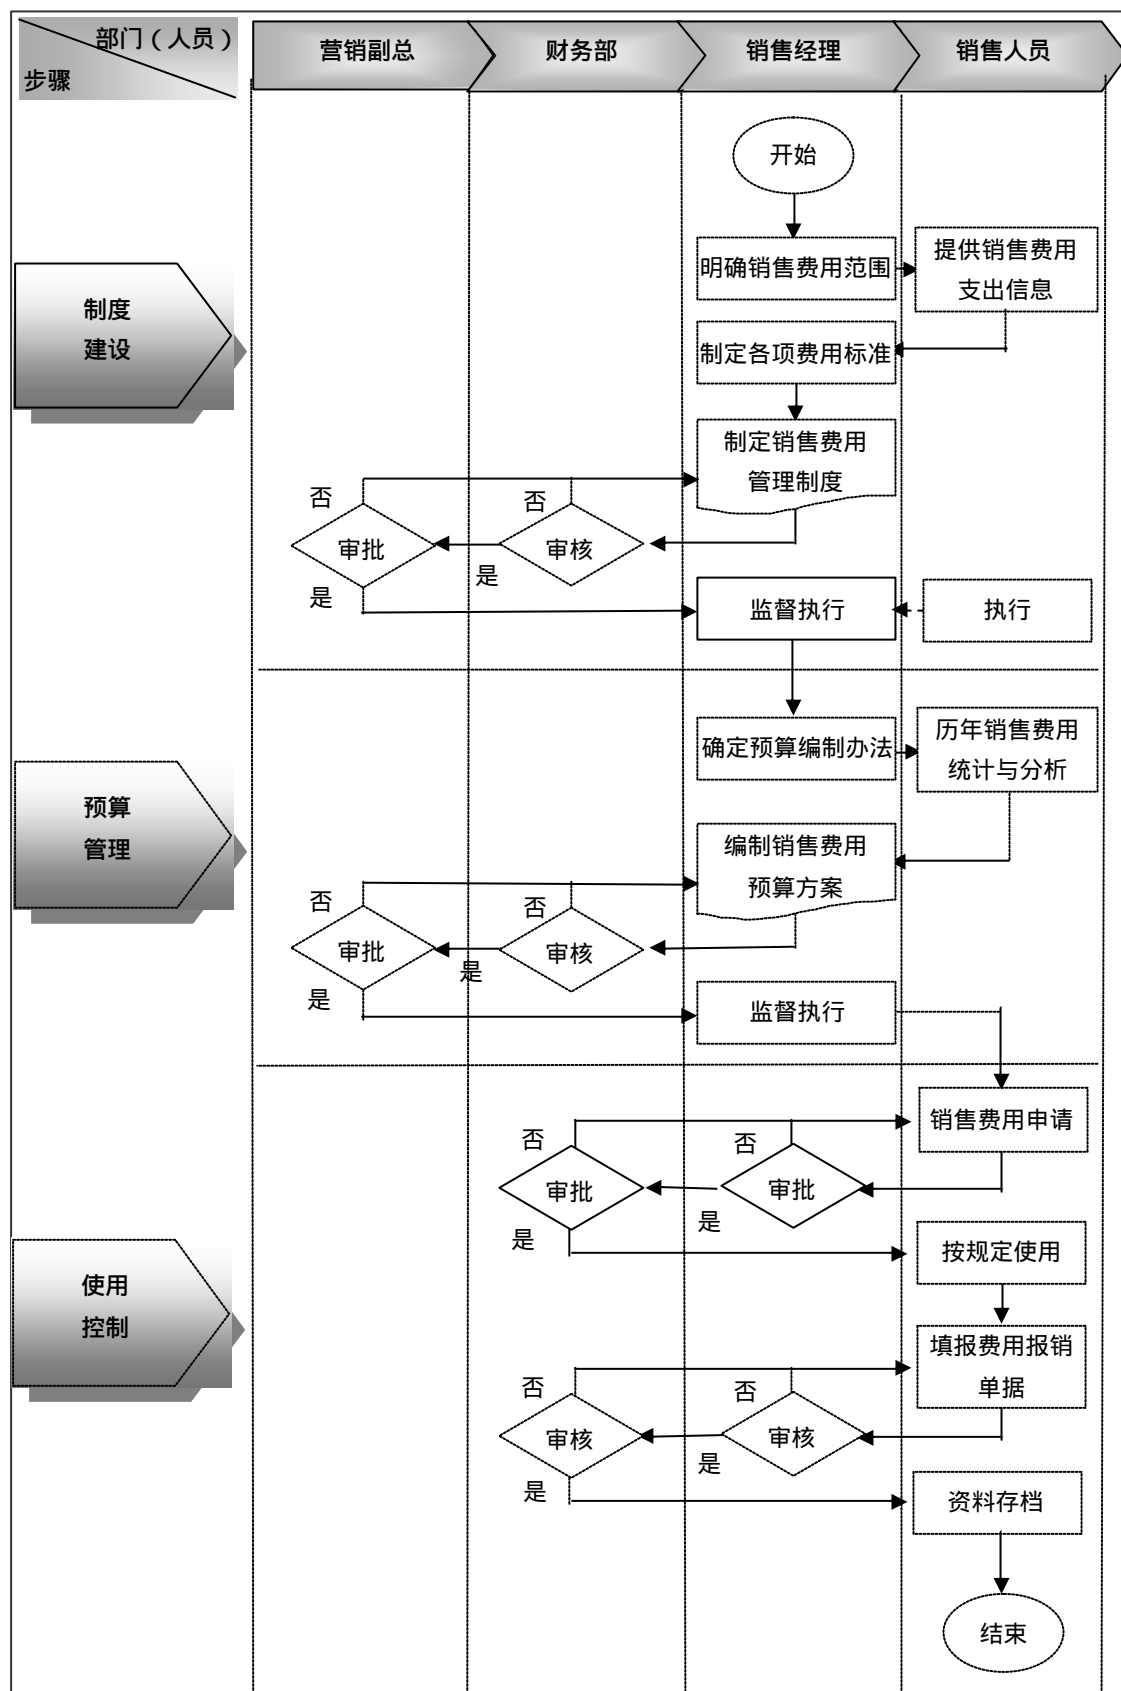 部门（人员）
步骤
营销副总
财务部
销售经理
销售人员
开始
制度
建设
明确销售费用范围
提供销售费用
支出信息
制定各项费用标准
制定销售费用
管理制度
否
否
审批
审核
是
是
监督执行
执行
预算
管理
确定预算编制办法
历年销售费用
统计与分析
编制销售费用
预算方案
否
否
审批
审核
是
是
监督执行
使用
控制
销售费用申请
否
否
审批
审批
是
是
按规定使用
填报费用报销
单据
否
否
审核
审核
是
是
资料存档
结束